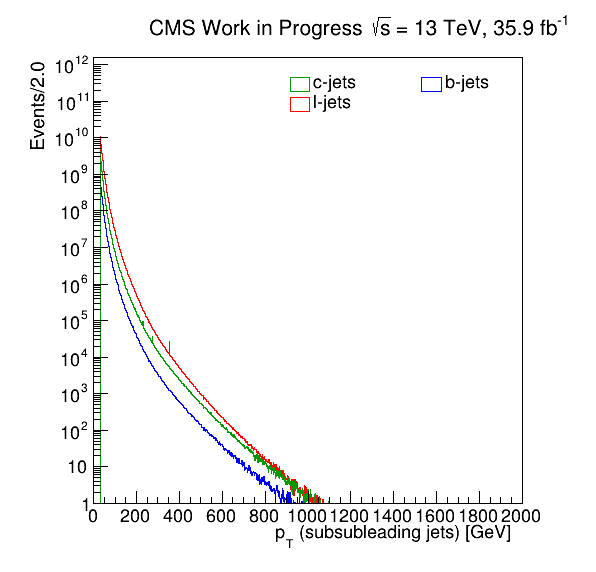 CMS Work in Progress √s = 13 TeV, 35.9 fb⁻¹
Events/2.0
10¹²
10¹¹
10¹⁰
10⁹
10⁸
10⁷
10⁶
10⁵
10⁴
10³
10²
10
1
c-jets b-jets
l-jets
0 200 400 600 800 1000 1200 1400 1600 1800 2000
p_T (subsubleading jets) [GeV]